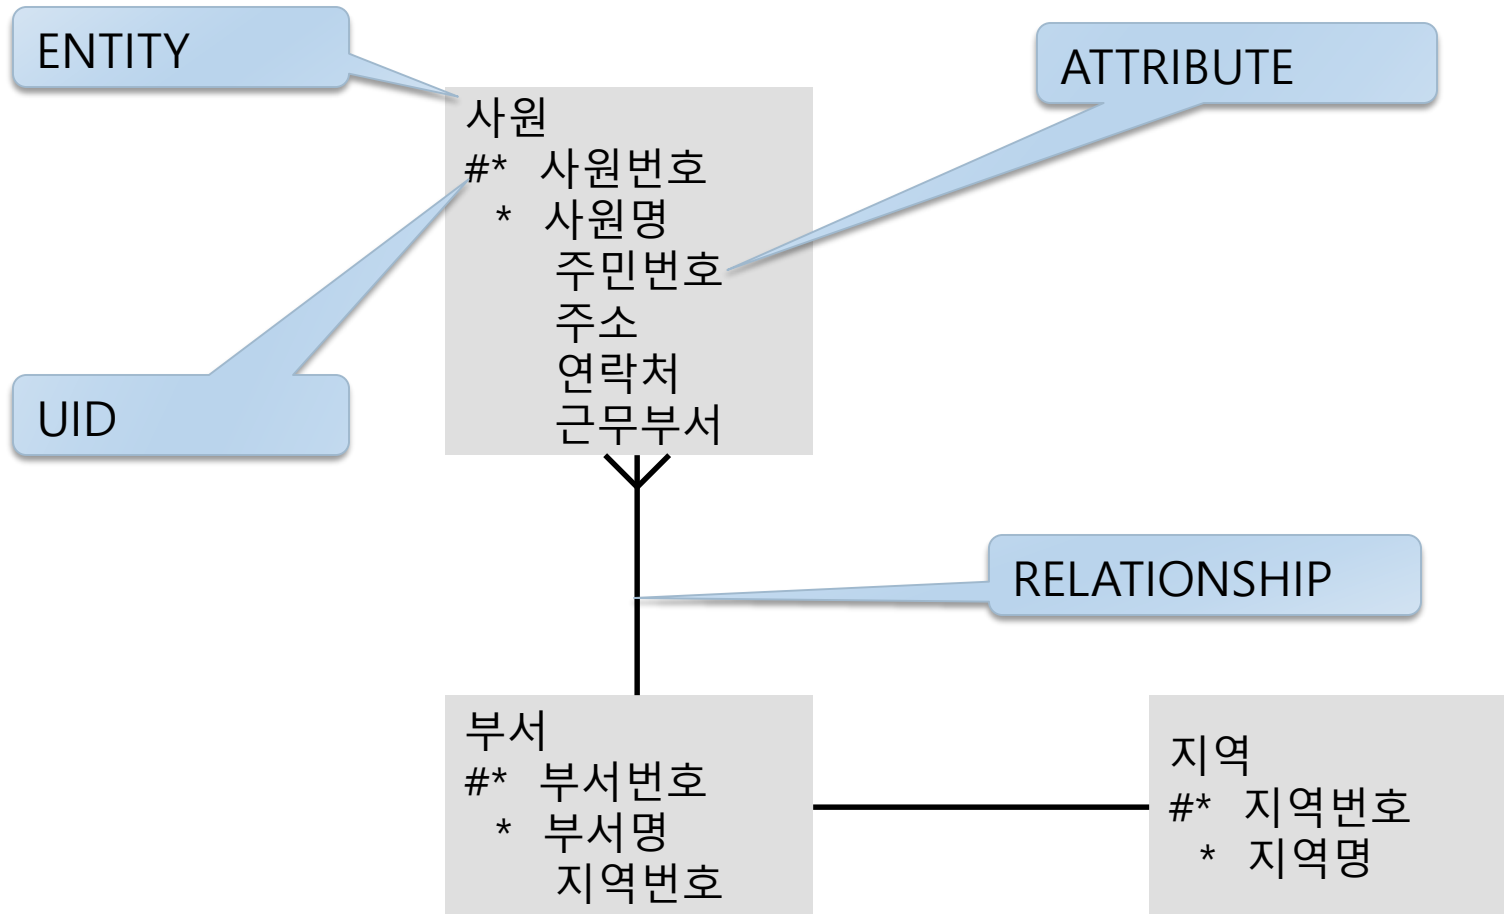 ENTITY
ATTRIBUTE
사원
#* 사원번호
* 사원명
주민번호
주소
연락처
근무부서
UID
RELATIONSHIP
부서
#* 부서번호
* 부서명
지역번호
지역
#* 지역번호
* 지역명